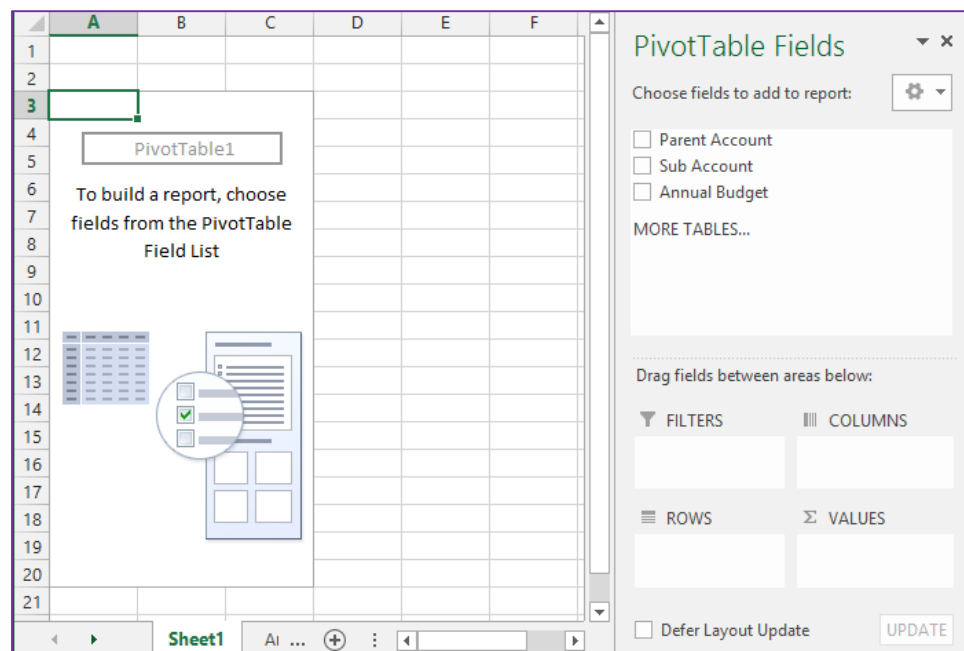 A B C D E F
1
2
3
4
5
6
7
8
9
10
11
12
13
14
15
16
17
18
19
20
21
PivotTable1
To build a report, choose
fields from the PivotTable
Field List
Sheet1 ...
PivotTable Fields
Choose fields to add to report:
Parent Account
Sub Account
Annual Budget
MORE TABLES...
Drag fields between areas below:
FILTERS
COLUMNS
ROWS
Σ VALUES
Defer Layout Update
UPDATE